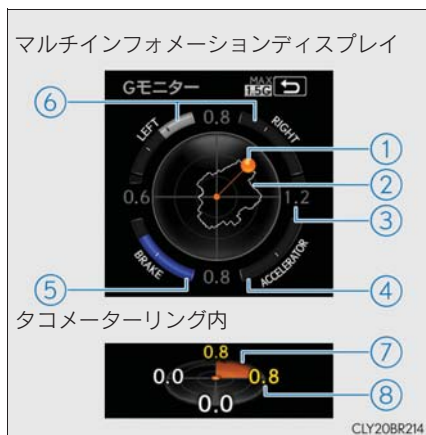 マルチインフォメーションディスプレイ
Gモニター MAX 1.5G
⑥ LEFT 0.8 RIGHT
①
②
0.6 1.2
③
BRAKE 0.8 ACCELERATOR
⑤ ④
タコメーターリング内
0.8 ⑦
0.0 0.8 ⑧
0.0
CLY20BR214